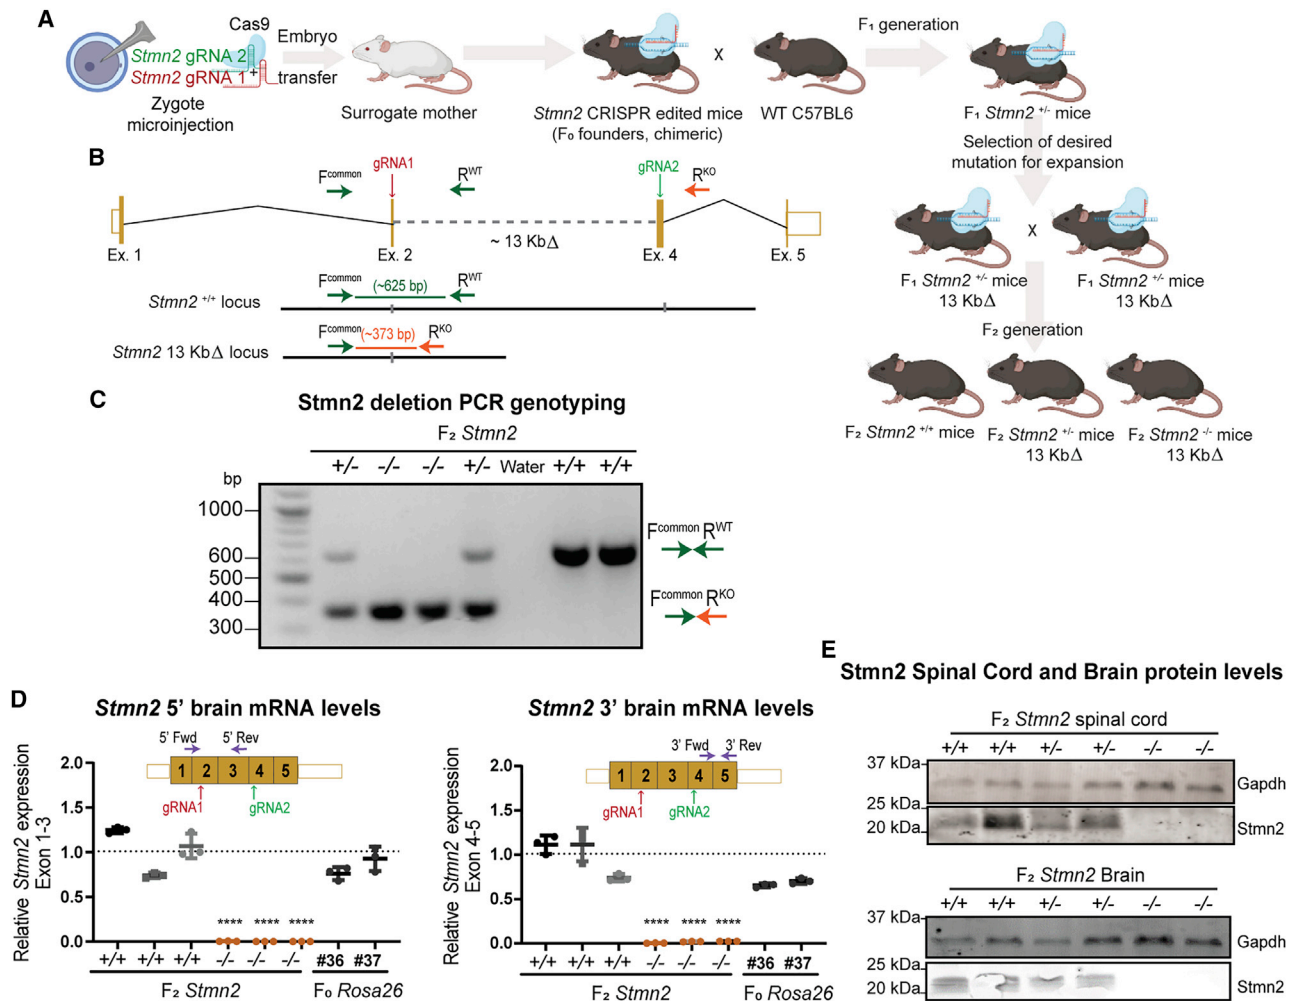 A
Cas9
Embryo
Stmn2 gRNA 2
Stmn2 gRNA 1
+
transfer
Zygote
microinjection
Surrogate mother
Stmn2 CRISPR edited mice
(F₀ founders, chimeric)
X
WT C57BL6
F₁ generation
F₁ Stmn2 +/- mice
Selection of desired
mutation for expansion
X
F₁ Stmn2 +/- mice
13 KbΔ
F₁ Stmn2 +/- mice
13 KbΔ
F₂ generation
F₂ Stmn2 +/+ mice
F₂ Stmn2 +/- mice
13 KbΔ
F₂ Stmn2 -/- mice
13 KbΔ
B
Fcommon
gRNA1
RWT
gRNA2
RKO
~ 13 KbΔ
Ex. 1
Ex. 2
Ex. 4
Ex. 5
Fcommon
(~625 bp)
RWT
Stmn2 +/+ locus
Fcommon
(~373 bp)
RKO
Stmn2 13 KbΔ locus
C
Stmn2 deletion PCR genotyping
F₂ Stmn2
bp
+/-
-/-
-/-
+/-
Water
+/+
+/+
1000
600
500
400
300
Fcommon RWT
Fcommon RKO
D
Stmn2 5’ brain mRNA levels
5’ Fwd
5’ Rev
1 2 3 4 5
gRNA1
gRNA2
Relative Stmn2 expression
Exon 1-3
2.0
1.5
1.0
0.5
0.0
**** **** ****
+/+ +/+ +/+ -/- -/- -/- #36 #37
F₂ Stmn2
F₀ Rosa26
Stmn2 3’ brain mRNA levels
3’ Fwd
3’ Rev
1 2 3 4 5
gRNA1
gRNA2
Relative Stmn2 expression
Exon 4-5
2.0
1.5
1.0
0.5
0.0
**** **** ****
+/+ +/+ +/+ -/- -/- -/- #36 #37
F₂ Stmn2
F₀ Rosa26
E
Stmn2 Spinal Cord and Brain protein levels
F₂ Stmn2 spinal cord
+/+ +/+ +/- +/- -/- -/-
37 kDa
Gapdh
25 kDa
20 kDa
Stmn2
F₂ Stmn2 Brain
+/+ +/+ +/- +/- -/- -/-
37 kDa
Gapdh
25 kDa
20 kDa
Stmn2